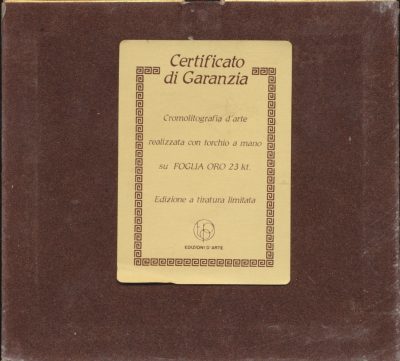 Certificato
di Garanzia
Cromolitografia d'arte
realizzata con torchio a mano
su FOGLIA ORO 23 kt.
Edizione a tiratura limitata
EDIZIONI D'ARTE